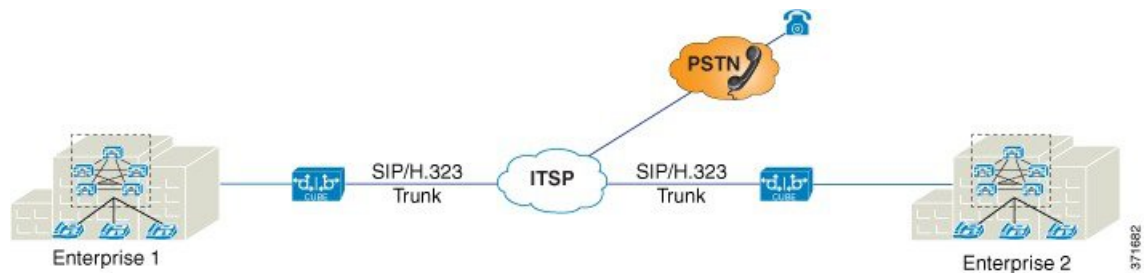 PSTN
SIP/H.323
Trunk
ITSP
SIP/H.323
Trunk
CUBE
CUBE
Enterprise 1
Enterprise 2
371682